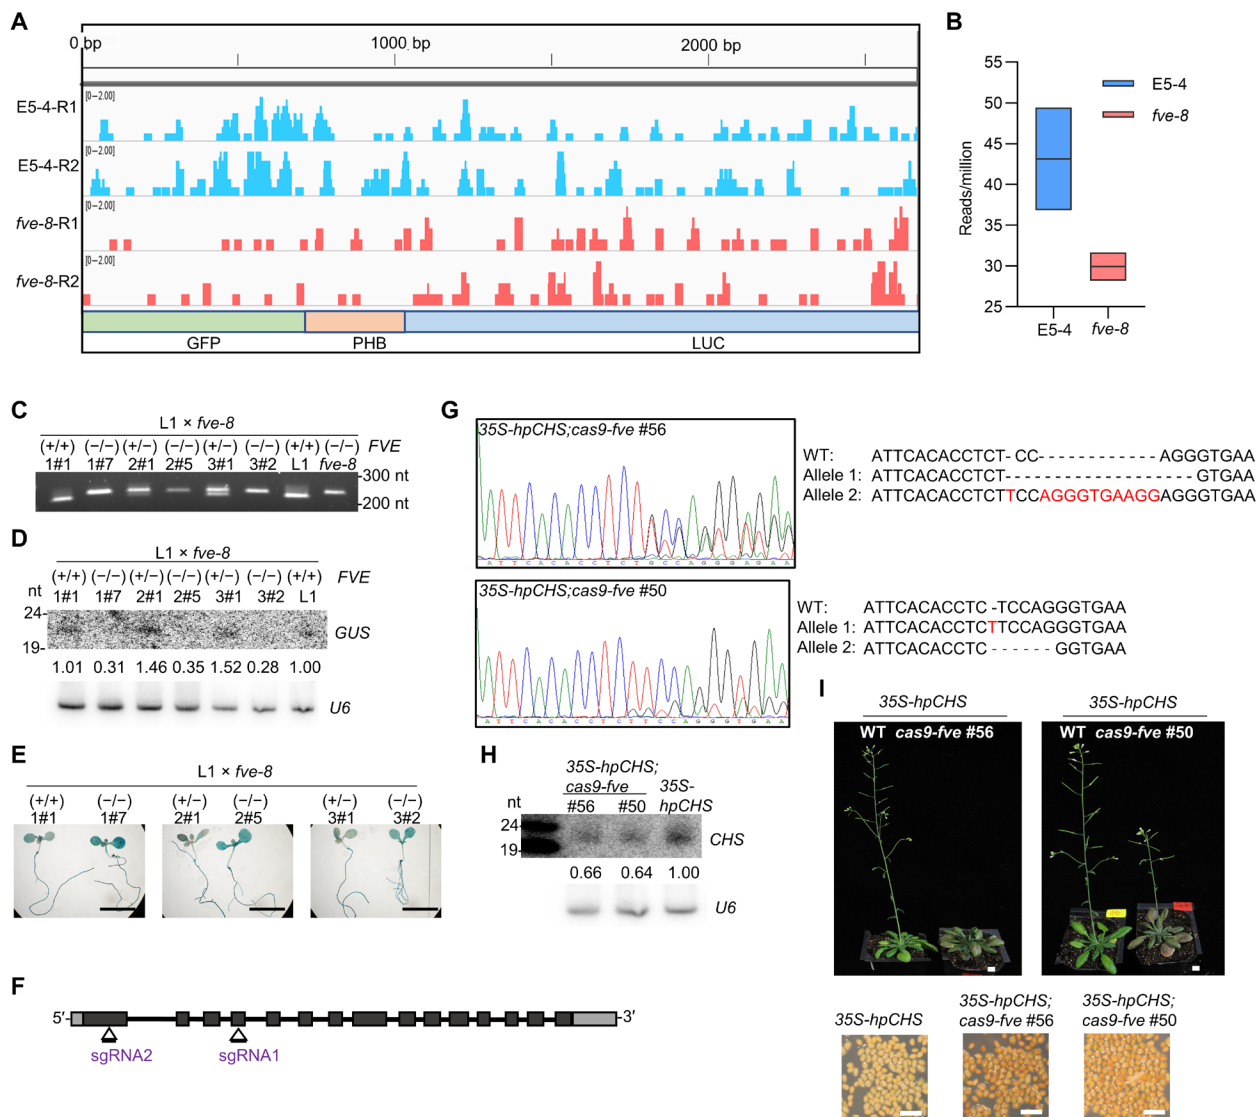 A
0 bp 1000 bp 2000 bp
E5-4-R1 [0–2.00]
E5-4-R2 [0–2.00]
fve-8-R1 [0–2.00]
fve-8-R2 [0–2.00]
GFP PHB LUC
B
55
50
45
40
35
30
25
Reads/million
E5-4
fve-8
E5-4 fve-8
C
L1 × fve-8
(+/+) (−/−) (+/−) (−/−) (+/−) (−/−) (+/+) (−/−) FVE
1#1 1#7 2#1 2#5 3#1 3#2 L1 fve-8
300 nt
200 nt
D
L1 × fve-8
(+/+) (−/−) (+/−) (−/−) (+/−) (−/−) (+/+) FVE
nt 1#1 1#7 2#1 2#5 3#1 3#2 L1
24-
19-
GUS
1.01 0.31 1.46 0.35 1.52 0.28 1.00
U6
E
L1 × fve-8
(+/+) (−/−) (+/−) (−/−) (+/−) (−/−)
1#1 1#7 2#1 2#5 3#1 3#2
F
5′ 3′
sgRNA2 sgRNA1
G
35S-hpCHS;cas9-fve #56
A T T C A C A C C T C T G C C A G G G A G A A
WT: ATTCACACCTCT- CC- - - - - - - - - - - - AGGGTGAA
Allele 1: ATTCACACCTCT- - - - - - - - - - - - - - - - - - - GTGAA
Allele 2: ATTCACACCTCTTCCAGGGTGAAGGAGGGTGAA
35S-hpCHS;cas9-fve #50
A T T C A C A C C T C T T C C A G G G T G A A
WT: ATTCACACCTC -TCCAGGGTGAA
Allele 1: ATTCACACCTCTTCCAGGGTGAA
Allele 2: ATTCACACCTC - - - - - - GGTGAA
H
35S-hpCHS;
cas9-fve
35S-
hpCHS
nt #56 #50
24-
19-
CHS
0.66 0.64 1.00
U6
I
35S-hpCHS 35S-hpCHS
WT cas9-fve #56 WT cas9-fve #50
35S-hpCHS
35S-hpCHS;
cas9-fve #56
35S-hpCHS;
cas9-fve #50